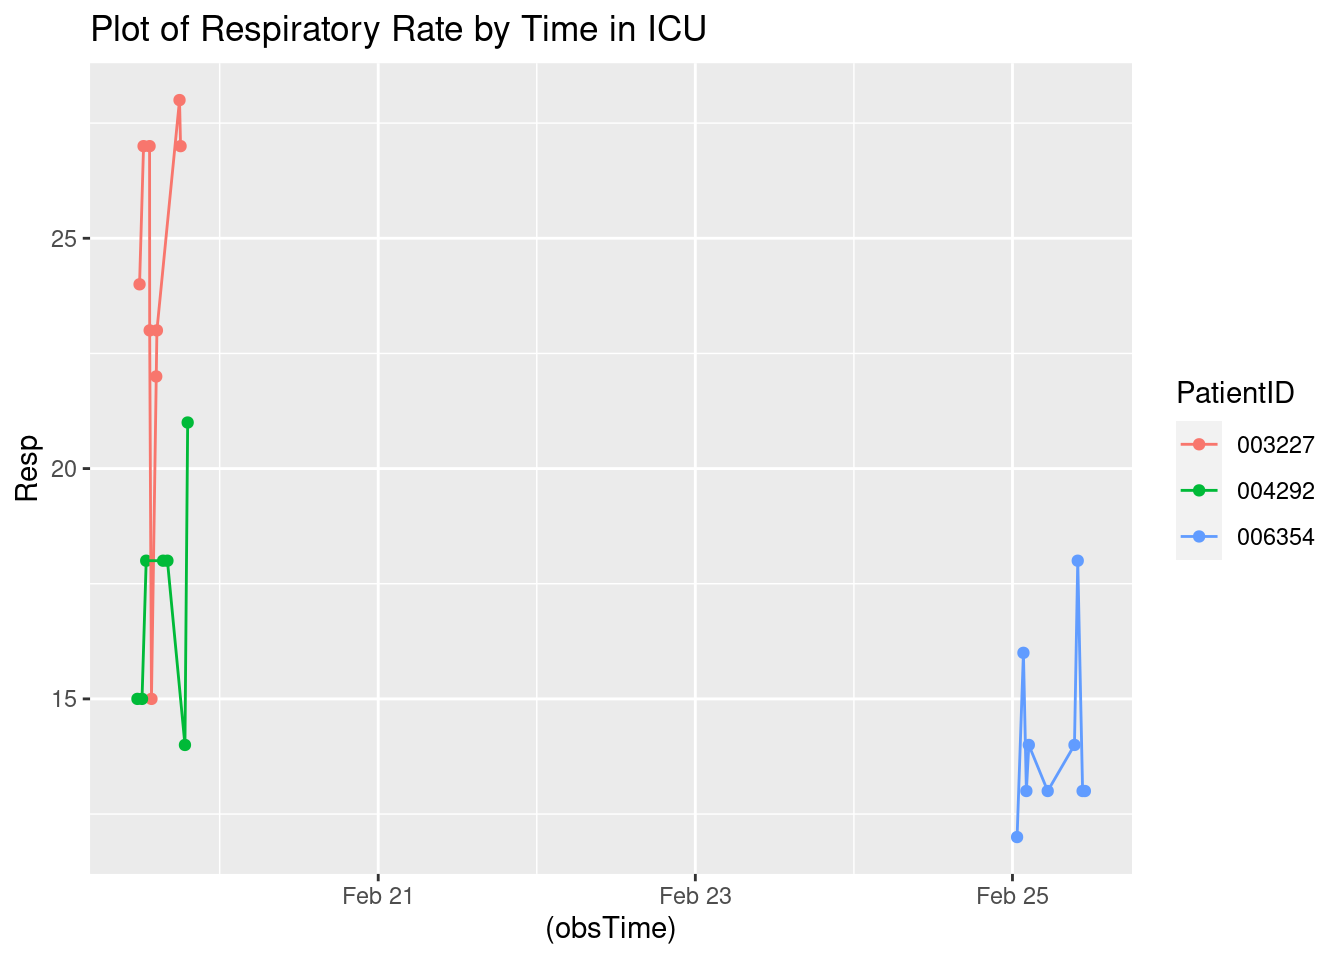 Plot of Respiratory Rate by Time in ICU
25
20
15
Resp
Feb 21
Feb 23
Feb 25
(obsTime)
PatientID
003227
004292
006354